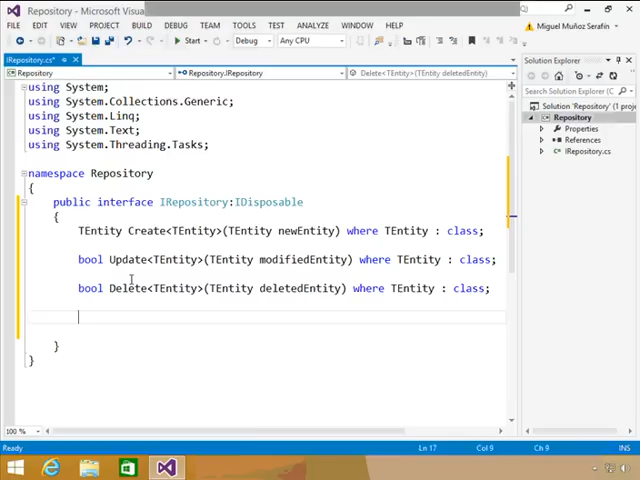 Repository - Microsoft Visua
FILE EDIT VIEW PROJECT BUILD DEBUG TEAM TOOLS TEST ANALYZE WINDOW HELP
Miguel Muñoz Serafín
Start Debug Any CPU
IRepository.cs*
Repository Repository.IRepository Delete<TEntity>(TEntity deletedEntity)
using System;
using System.Collections.Generic;
using System.Linq;
using System.Text;
using System.Threading.Tasks;
namespace Repository
{
public interface IRepository:IDisposable
{
TEntity Create<TEntity>(TEntity newEntity) where TEntity : class;
bool Update<TEntity>(TEntity modifiedEntity) where TEntity : class;
bool Delete<TEntity>(TEntity deletedEntity) where TEntity : class;
}
}
100 %
Solution Explorer
Search Solution Explorer (
Solution 'Repository' (1 proj
Repository
Properties
References
IRepository.cs
Ready Ln 17 Col 9 Ch 9 INS